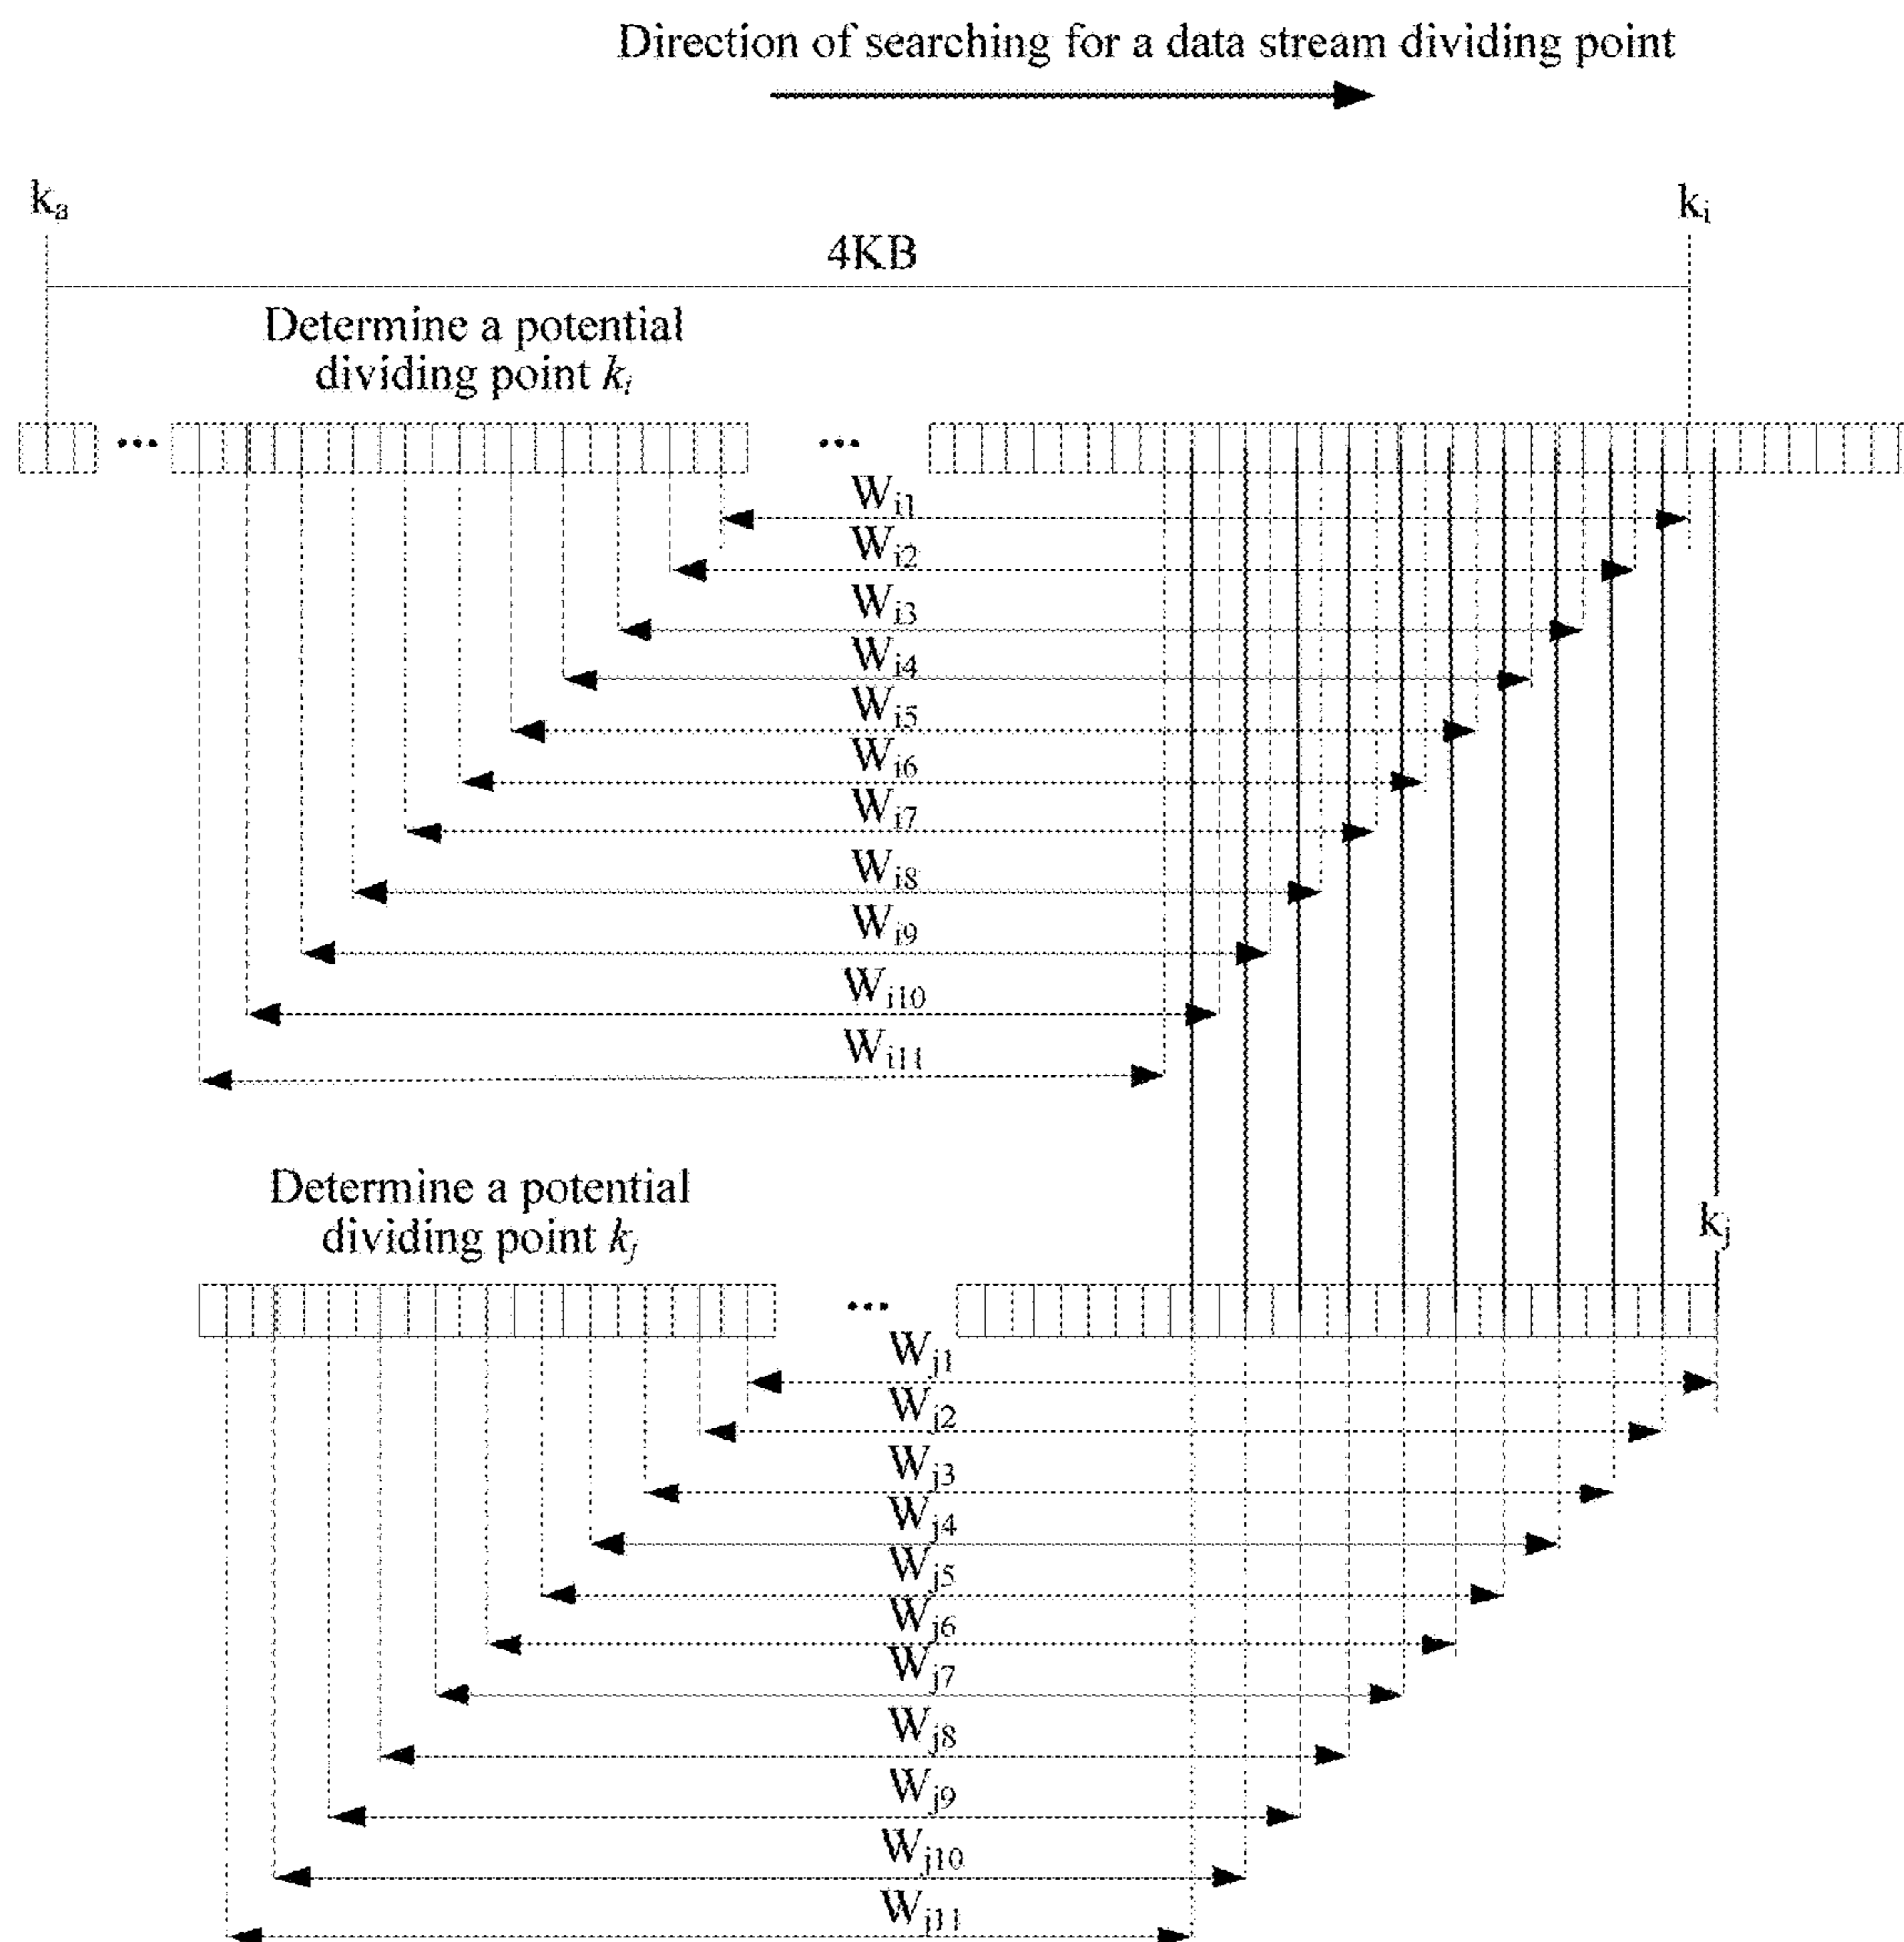 Direction of searching for a data stream dividing point
ka
ki
4KB
Determine a potential
dividing point ki
...
...
Wi1
Wi2
Wi3
Wi4
Wi5
Wi6
Wi7
Wi8
Wi9
Wi10
Wi11
Determine a potential
dividing point kj
kj
...
Wj1
Wj2
Wj3
Wj4
Wj5
Wj6
Wj7
Wj8
Wj9
Wj10
Wj11